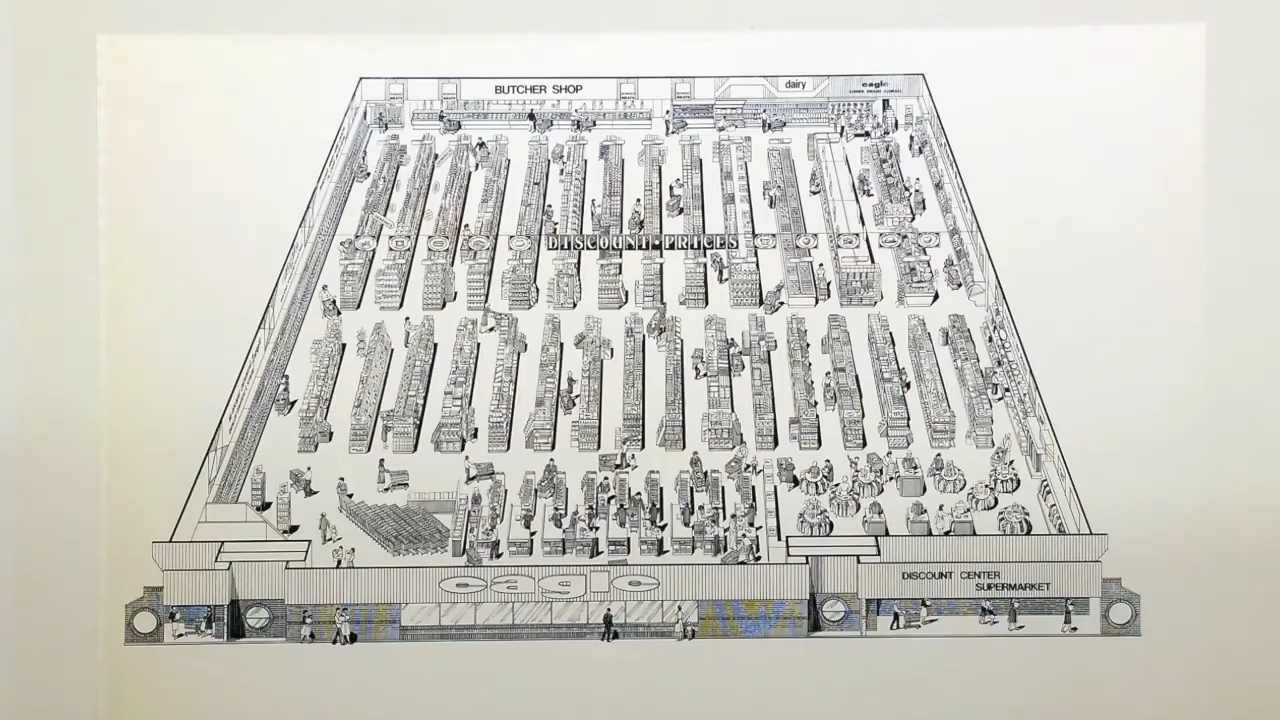 BUTCHER SHOP
dairy
eagle
DISCOUNT • PRICES
eagle
DISCOUNT CENTER
SUPERMARKET